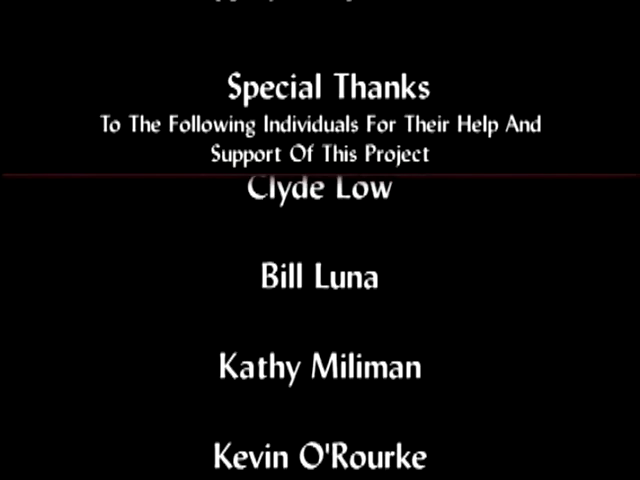 Special Thanks
To The Following Individuals For Their Help And
Support Of This Project
Clyde Low
Bill Luna
Kathy Miliman
Kevin O'Rourke